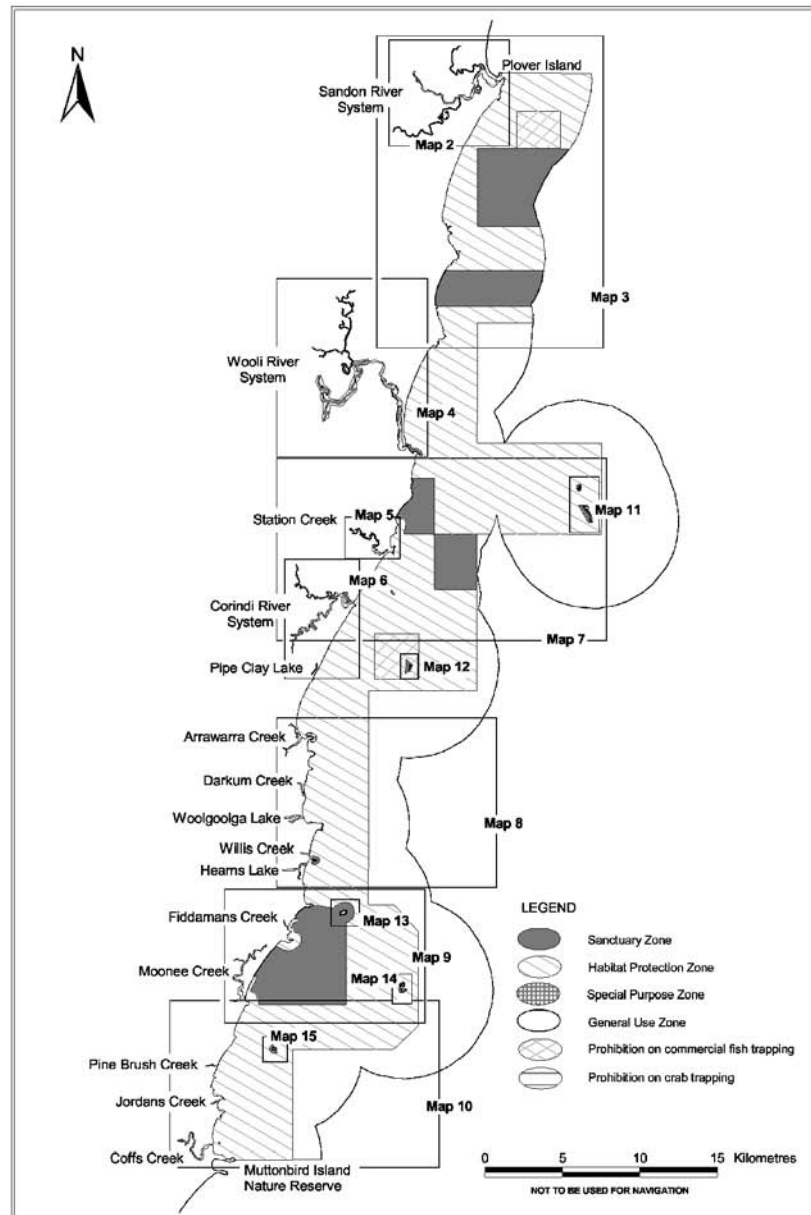 N
Plover Island
Sandon River
System
Map 2
Map 3
Wooli River
System
Map 4
Map 5
Map 11
Station Creek
Map 6
Corindi River
System
Map 7
Pipe Clay Lake
Map 12
Arrawarra Creek
Darkum Creek
Woolgoolga Lake
Map 8
Willis Creek
Hearns Lake
Fiddamans Creek
Map 13
Map 9
Moonee Creek
Map 14
Map 15
Pine Brush Creek
Jordans Creek
Map 10
Coffs Creek
Muttonbird Island
Nature Reserve
LEGEND
Sanctuary Zone
Habitat Protection Zone
Special Purpose Zone
General Use Zone
Prohibition on commercial fish trapping
Prohibition on crab trapping
0 5 10 15 Kilometres
NOT TO BE USED FOR NAVIGATION